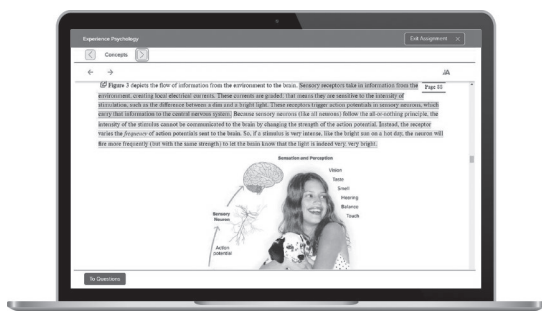 Experience Psychology
Exit Assignment X
Concepts
Figure 3 depicts the flow of information from the environment to the brain. Sensory receptors take in information from the
Page 80
environment, creating local electrical currents. These currents are graded; that means they are sensitive to the intensity of
stimulation, such as the difference between a dim and a bright light. These receptors trigger action potentials in sensory neurons, which
carry that information to the central nervous system. Because sensory neurons (like all neurons) follow the all-or-nothing principle, the
intensity of the stimulus cannot be communicated to the brain by changing the strength of the action potential. Instead, the receptor
varies the frequency of action potentials sent to the brain. So, if a stimulus is very intense, like the bright sun on a hot day, the neuron will
fire more frequently (but with the same strength) to let the brain know that the light is indeed very, very bright.
Sensation and Perception
Vision
Taste
Smell
Hearing
Balance
Touch
Sensory
Neuron
Action
potential
To Questions